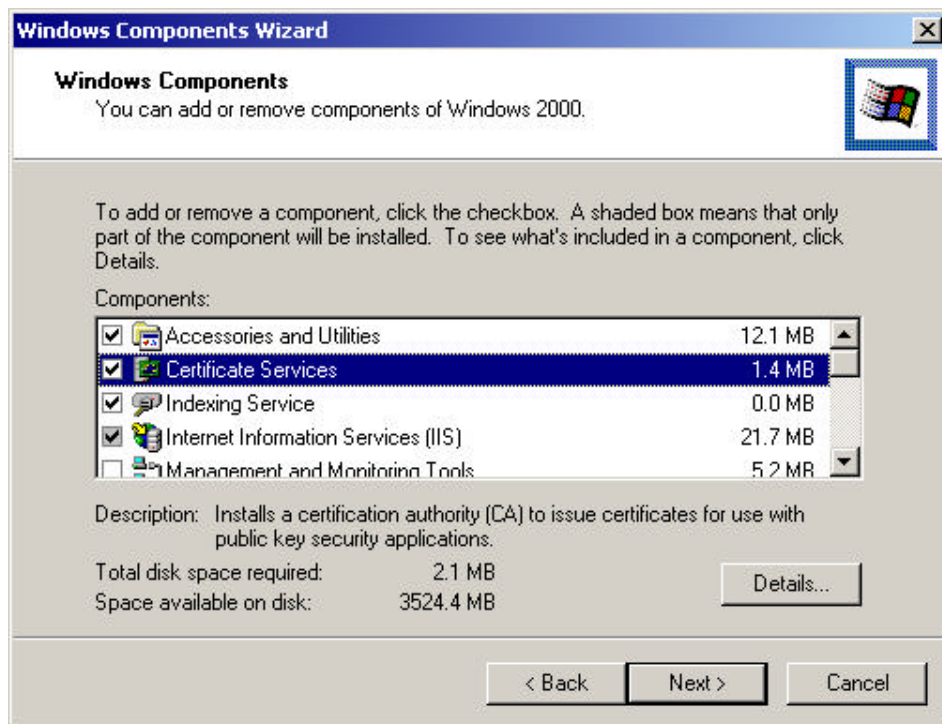 Windows Components Wizard
Windows Components
You can add or remove components of Windows 2000.
To add or remove a component, click the checkbox. A shaded box means that only
part of the component will be installed. To see what's included in a component, click
Details.
Components:
Accessories and Utilities 12.1 MB
Certificate Services 1.4 MB
Indexing Service 0.0 MB
Internet Information Services (IIS) 21.7 MB
Management and Monitoring Tools 5.2 MB
Description: Installs a certification authority (CA) to issue certificates for use with
public key security applications.
Total disk space required: 2.1 MB
Space available on disk: 3524.4 MB
Details...
< Back Next > Cancel